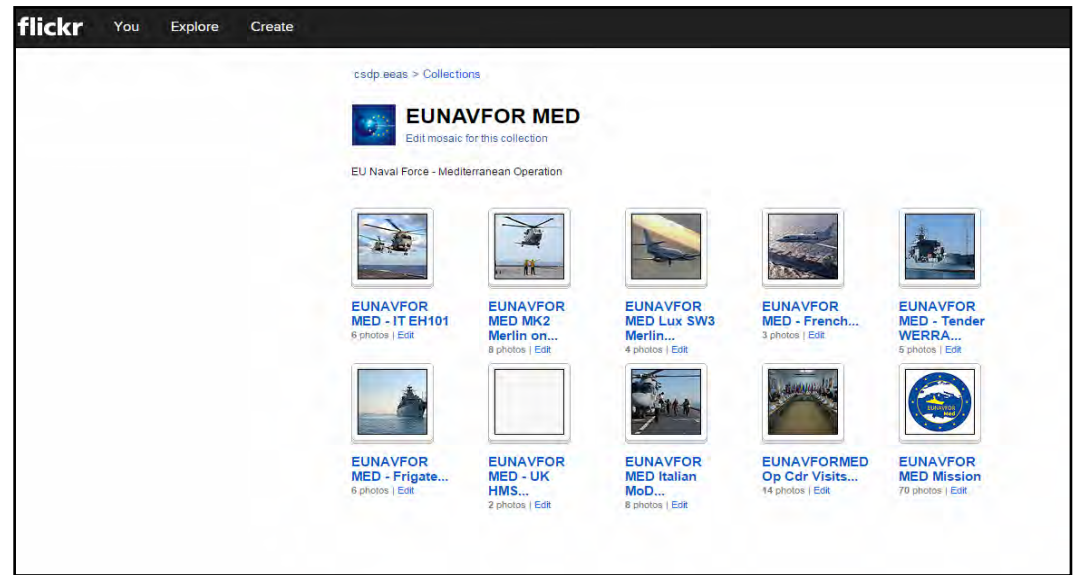 flickr You Explore Create
csdp.eeas > Collections
EUNAVFOR MED
Edit mosaic for this collection
EU Naval Force - Mediterranean Operation
EUNAVFOR
MED - IT EH101
6 photos | Edit
EUNAVFOR
MED MK2
Merlin on...
8 photos | Edit
EUNAVFOR
MED Lux SW3
Merlin...
4 photos | Edit
EUNAVFOR
MED - French...
3 photos | Edit
EUNAVFOR
MED - Tender
WERRA...
5 photos | Edit
EUNAVFOR
MED - Frigate...
6 photos | Edit
EUNAVFOR
MED - UK
HMS...
2 photos | Edit
EUNAVFOR
MED Italian
MoD...
8 photos | Edit
EUNAVFORMED
Op Cdr Visits...
14 photos | Edit
EUNAVFOR
Med
EUNAVFOR
MED Mission
70 photos | Edit